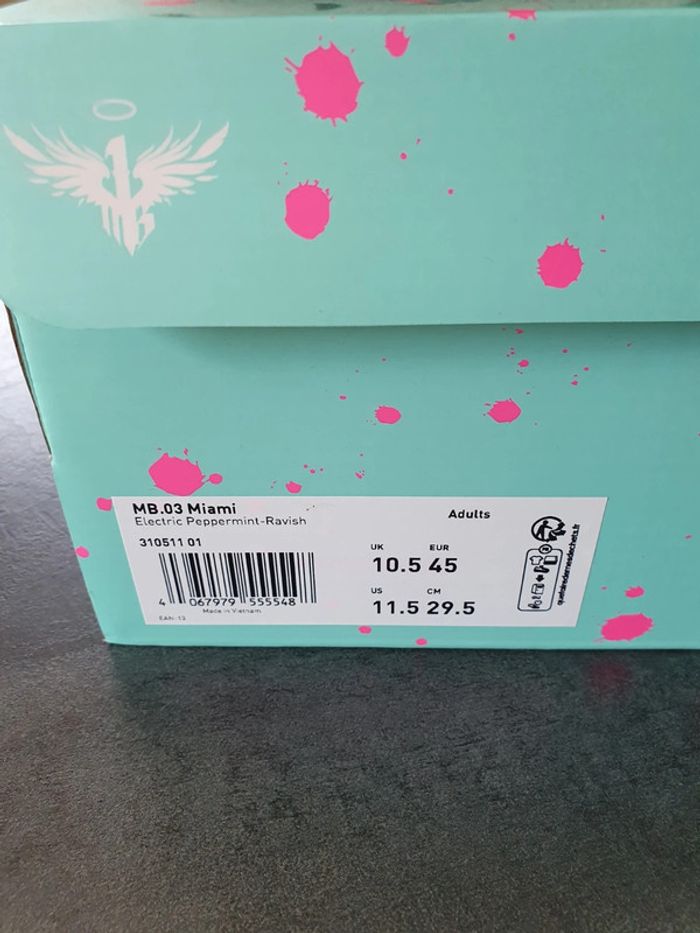 MB.03 Miami
Electric Peppermint-Ravish
Adults
310511 01
UK EUR
10.5 45
US CM
11.5 29.5
4 067979 555548
Made in Vietnam
EAN-13
quefairedemesdechets.fr